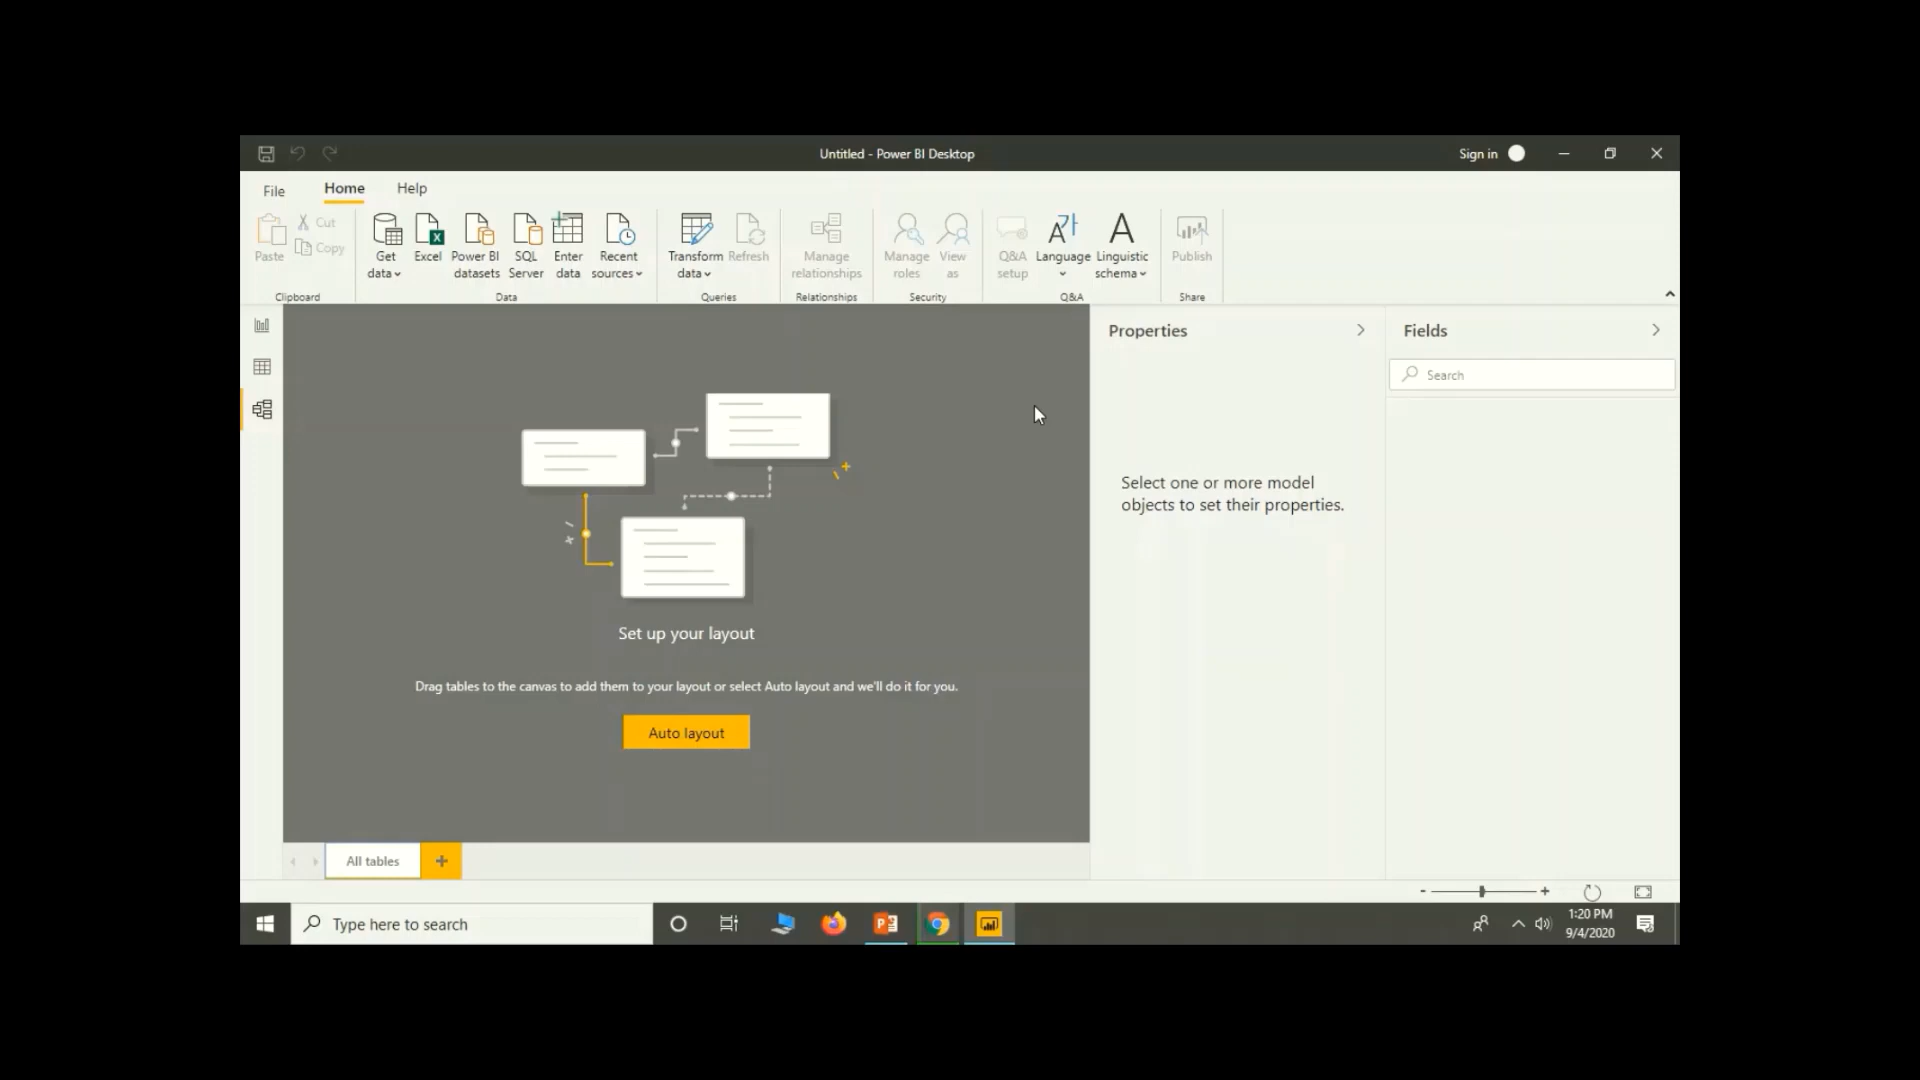 Untitled - Power BI Desktop
Sign in
File
Home
Help
Paste
Cut
Copy
Clipboard
Get data
Excel
Power BI datasets
SQL Server
Enter data
Recent sources
Data
Transform data
Refresh
Queries
Manage relationships
Relationships
Manage roles
View as
Security
Q&A setup
Language
Linguistic schema
Q&A
Publish
Share
Properties
Fields
Search
Select one or more model
objects to set their properties.
Set up your layout
Drag tables to the canvas to add them to your layout or select Auto layout and we'll do it for you.
Auto layout
All tables
Type here to search
1:20 PM
9/4/2020